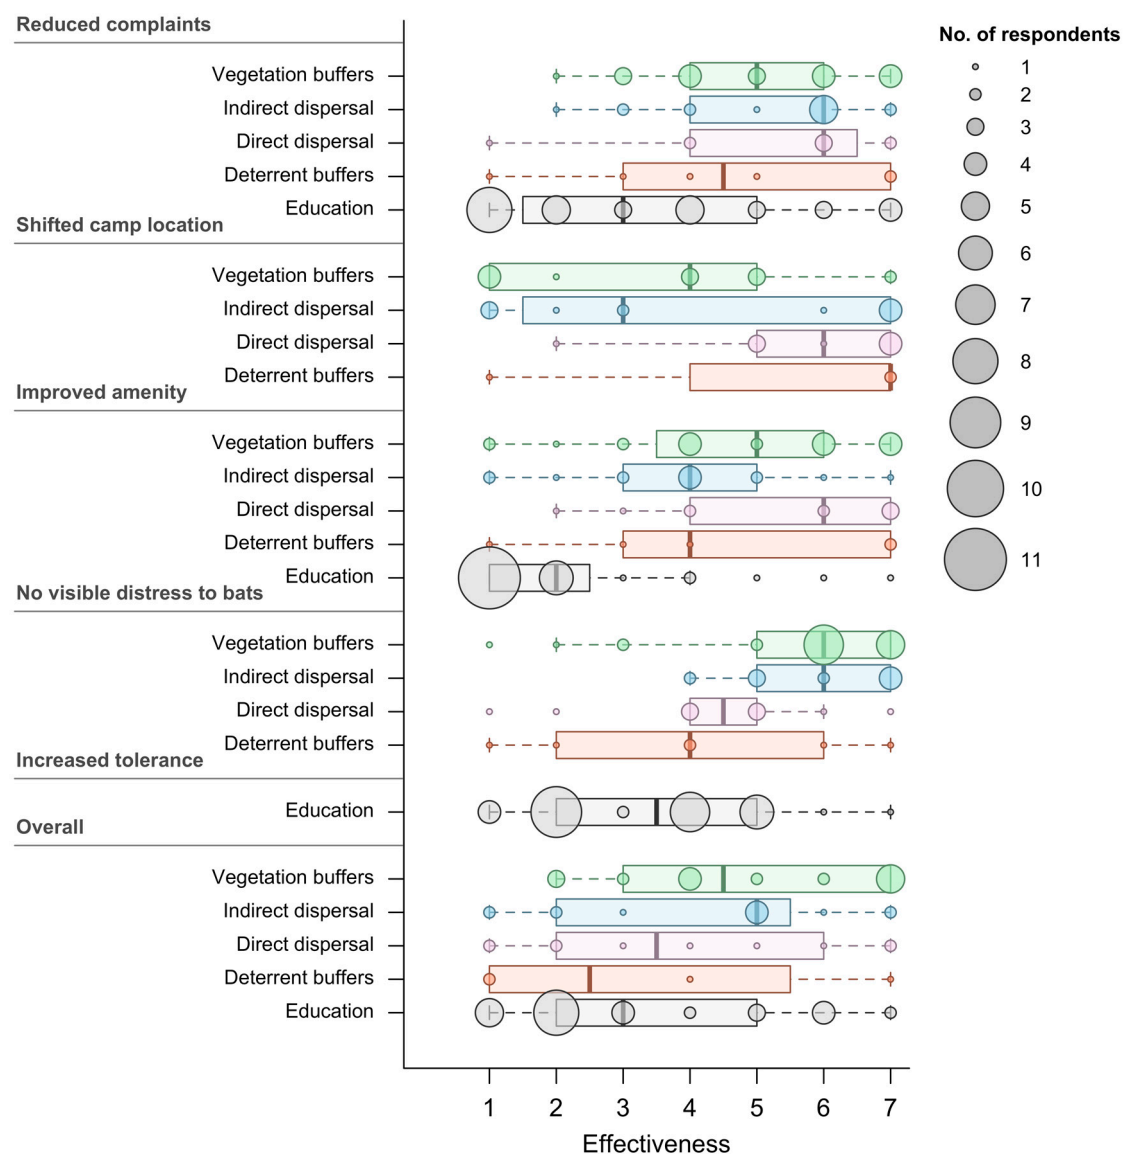 Reduced complaints
Vegetation buffers
Indirect dispersal
Direct dispersal
Deterrent buffers
Education
Shifted camp location
Vegetation buffers
Indirect dispersal
Direct dispersal
Deterrent buffers
Improved amenity
Vegetation buffers
Indirect dispersal
Direct dispersal
Deterrent buffers
Education
No visible distress to bats
Vegetation buffers
Indirect dispersal
Direct dispersal
Deterrent buffers
Increased tolerance
Education
Overall
Vegetation buffers
Indirect dispersal
Direct dispersal
Deterrent buffers
Education
1 2 3 4 5 6 7
Effectiveness
No. of respondents
1
2
3
4
5
6
7
8
9
10
11